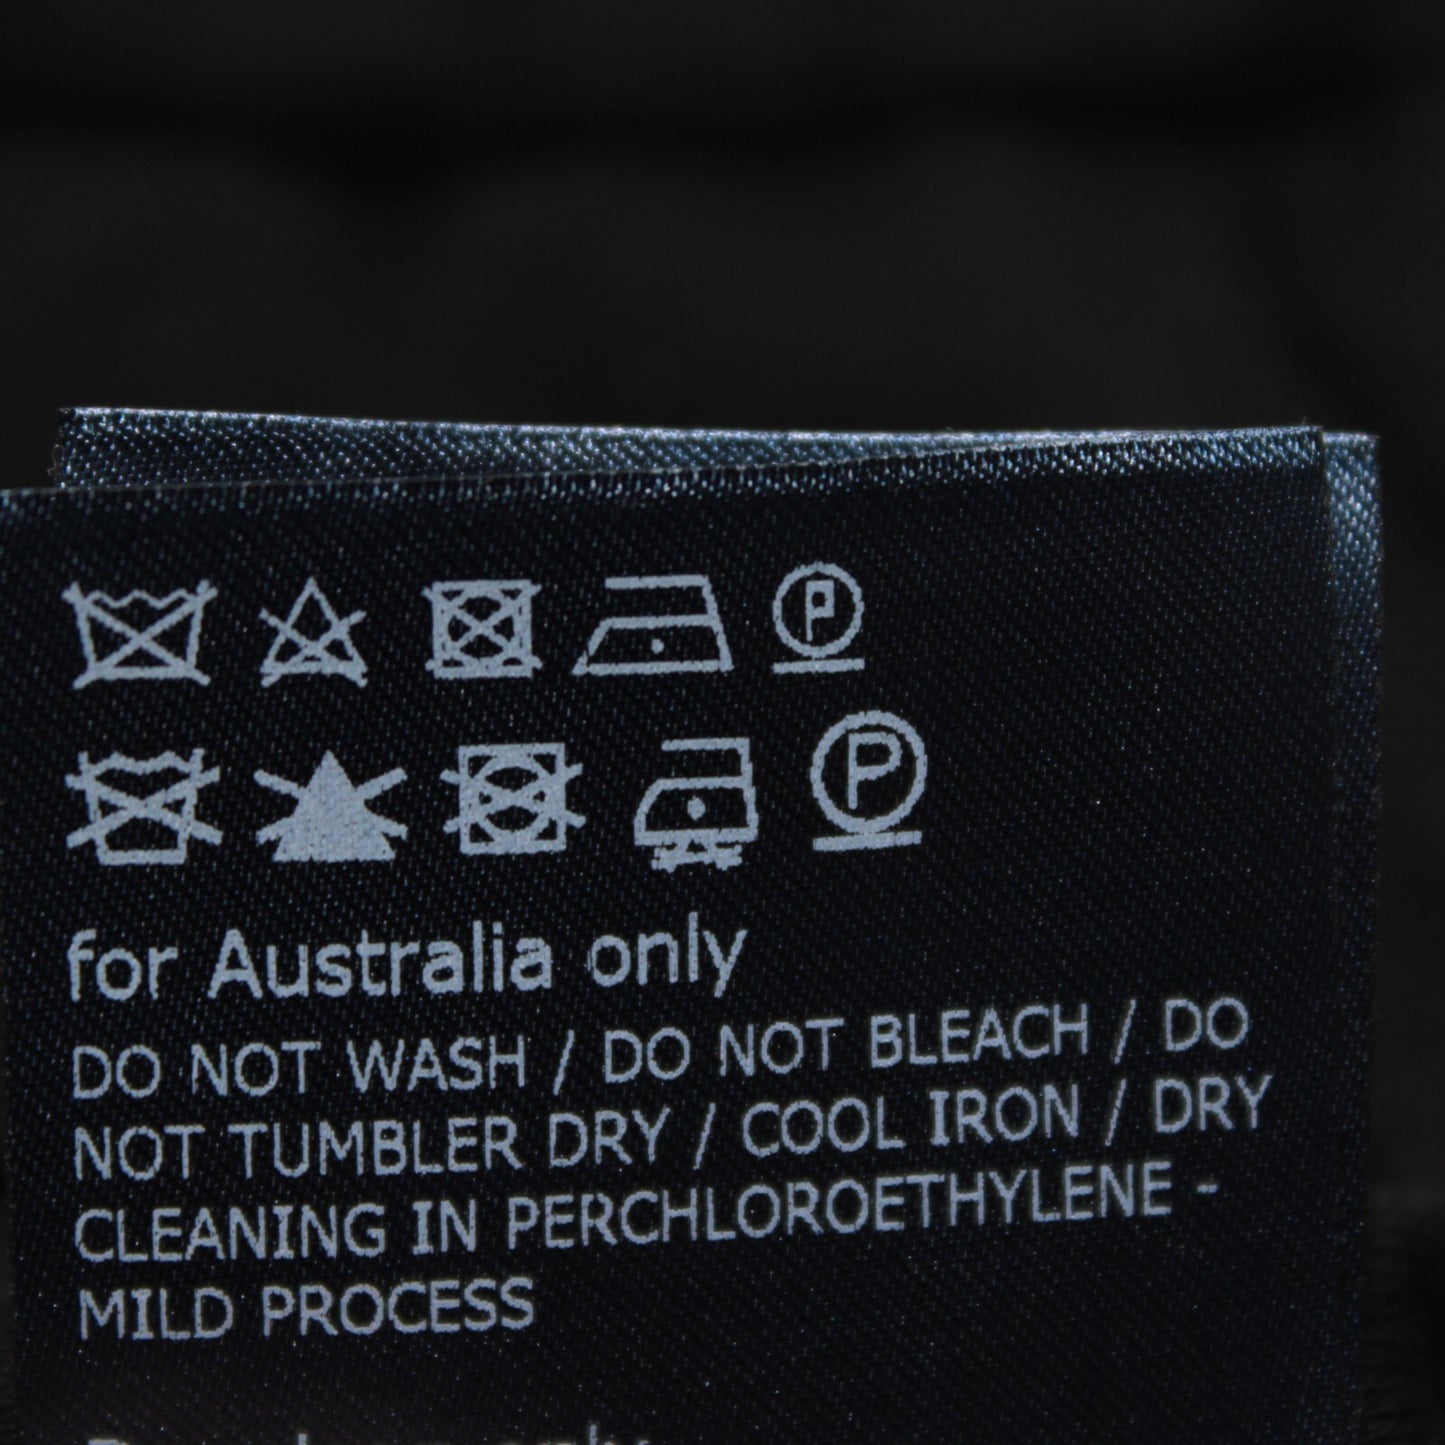 P
P
for Australia only
DO NOT WASH / DO NOT BLEACH / DO
NOT TUMBLER DRY / COOL IRON / DRY
CLEANING IN PERCHLOROETHYLENE -
MILD PROCESS
only